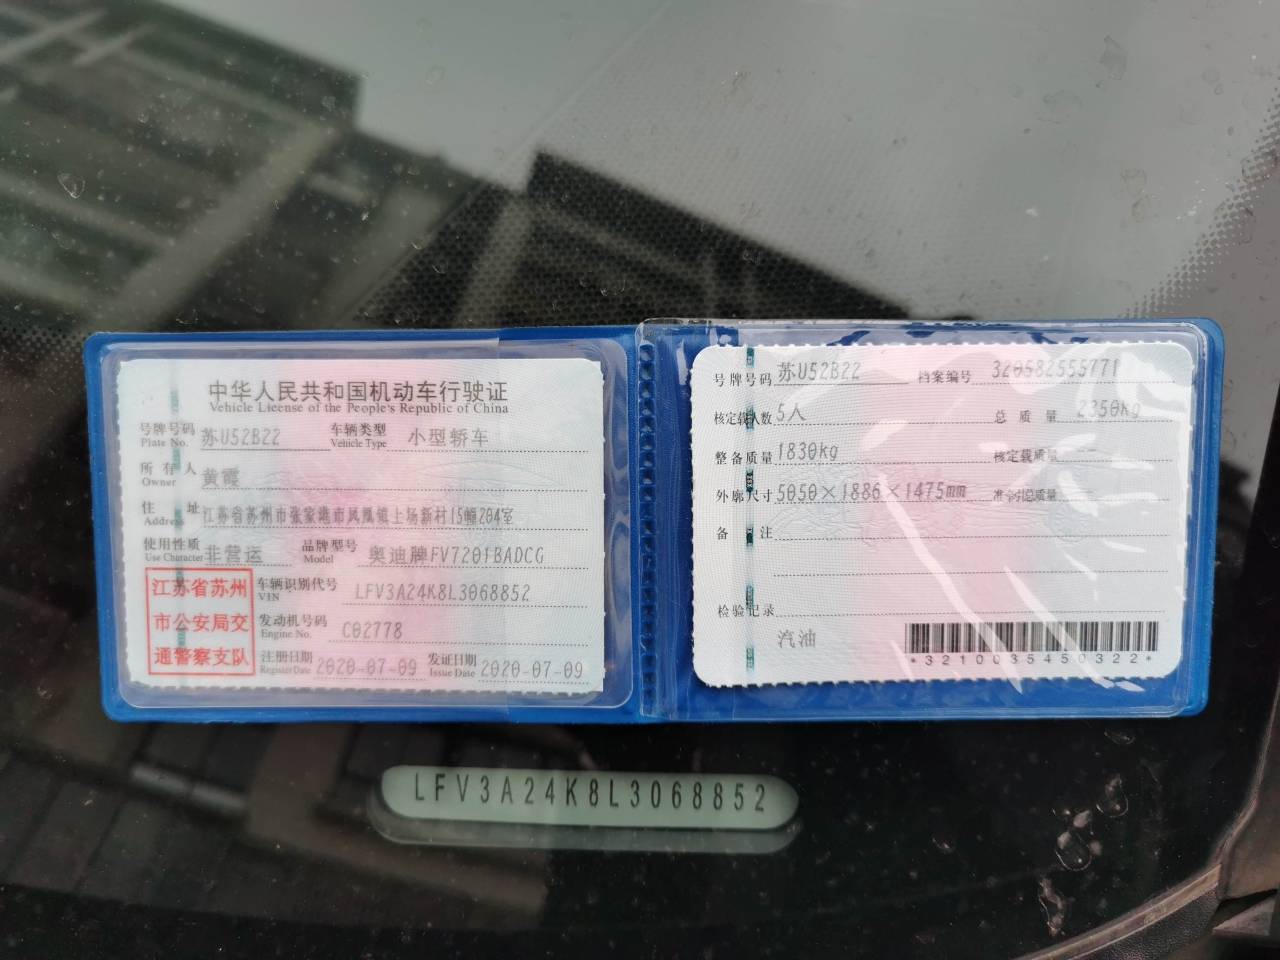 中华人民共和国机动车行驶证
Vehicle License of the People's Republic of China
号牌号码 苏U52B22 车辆类型 小型轿车
Plate No. Vehicle Type
所有人 黄霞
Owner
住址 江苏省苏州市张家港市凤凰镇上场新村15幢204室
Address
使用性质 非营运 品牌型号 奥迪牌FV7201BADCG
Use Character Model
江苏省苏州
市公安局交
通警察支队
车辆识别代号 LFV3A24K8L3068852
VIN
发动机号码 C02778
Engine No.
注册日期 2020-07-09 发证日期 2020-07-09
Register Date Issue Date
号牌号码 苏U52B22 档案编号 320582555771
核定载人数 5人 总质量 2350kg
整备质量 1830kg 核定载质量 --
外廓尺寸 5050×1886×1475mm 准牵引总质量 --
备注
检验记录
汽油
*3210035450322*
LFV3A24K8L3068852